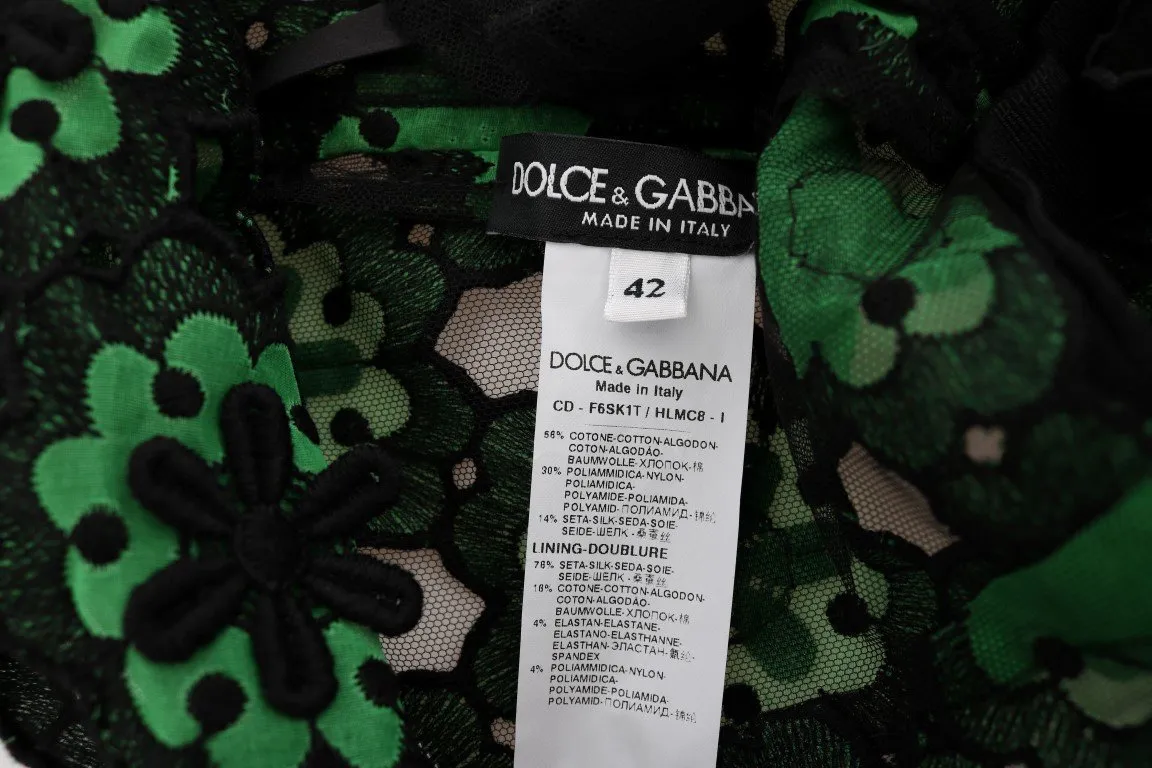 DOLCE & GABBA
MADE IN ITALY
42
DOLCE & GABBANA
Made in Italy
CD - F6SK1T / HLMC8 - I
56% COTONE-COTTON-ALGODON-
COTON-ALGODÃO-
BAUMWOLLE-ХЛОПОК-棉
30% POLIAMMIDICA-NYLON-
POLIAMIDICA-
POLYAMIDE-POLIAMIDA-
POLYAMID-ПОЛИАМИД-锦纶
14% SETA-SILK-SEDA-SOIE-
SEIDE-ШЕЛК-桑蚕丝
LINING-DOUBLURE
76% SETA-SILK-SEDA-SOIE-
SEIDE-ШЕЛК-桑蚕丝
16% COTONE-COTTON-ALGODON-
COTON-ALGODÃO-
BAUMWOLLE-ХЛОПОК-棉
4% ELASTAN-ELASTANE-
ELASTANO-ELASTHANNE-
ELASTHAN-ЭЛАСТАН-氨纶-
SPANDEX
4% POLIAMMIDICA-NYLON-
POLIAMIDICA-
POLYAMIDE-POLIAMIDA-
POLYAMID-ПОЛИАМИД-锦纶